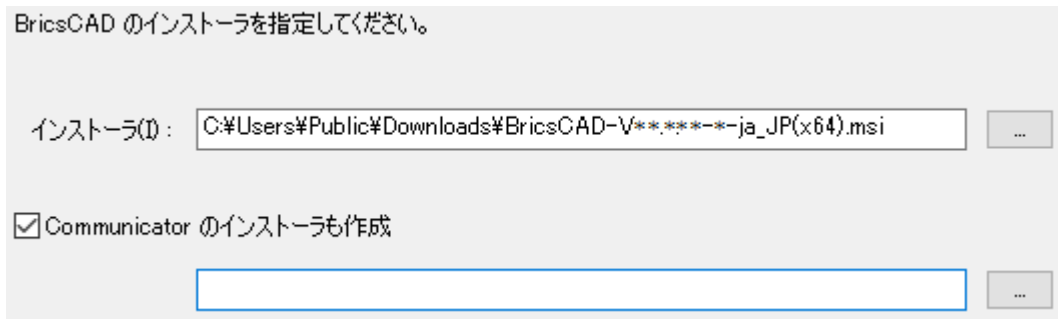 BricsCAD のインストーラを指定してください。
インストーラ(I) : C:¥Users¥Public¥Downloads¥BricsCAD-V**.*.**-*-ja_JP(x64).msi ...
Communicator のインストーラも作成
...